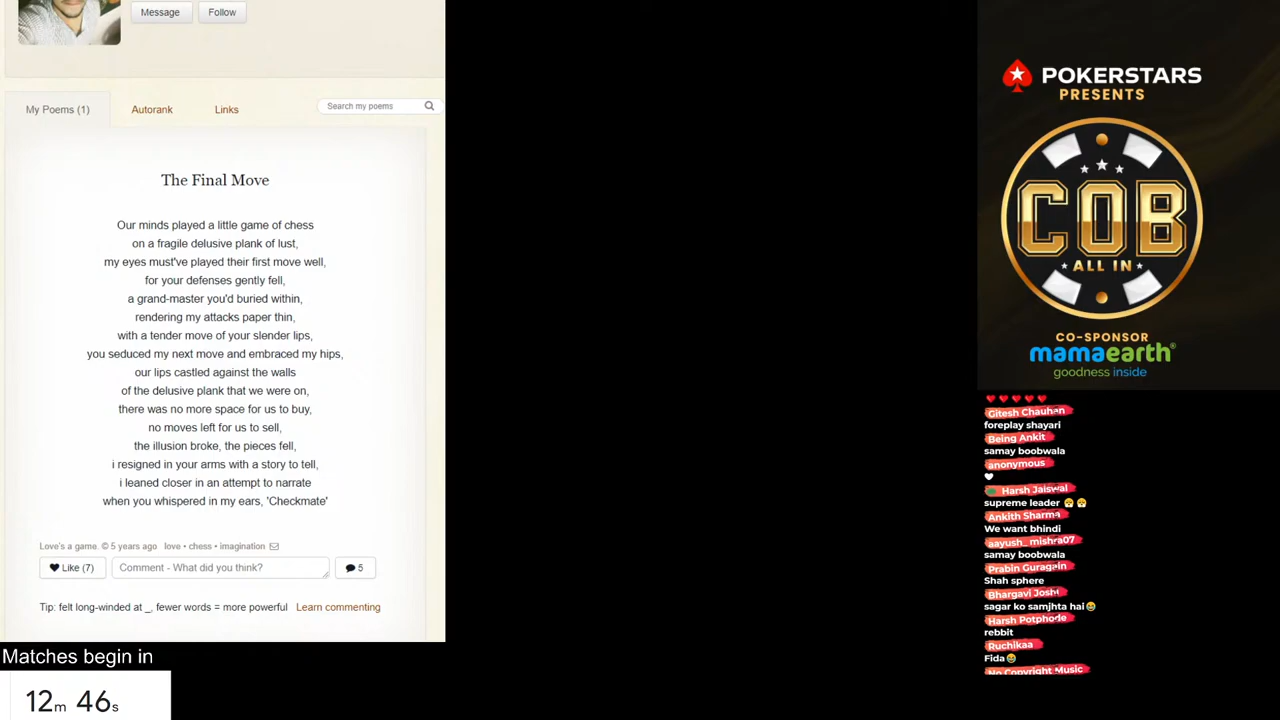 Message
Follow
My Poems (1)
Autorank
Links
Search my poems
The Final Move
Our minds played a little game of chess
on a fragile delusive plank of lust,
my eyes must've played their first move well,
for your defenses gently fell,
a grand-master you'd buried within,
rendering my attacks paper thin,
with a tender move of your slender lips,
you seduced my next move and embraced my hips,
our lips castled against the walls
of the delusive plank that we were on,
there was no more space for us to buy,
no moves left for us to sell,
the illusion broke, the pieces fell,
i resigned in your arms with a story to tell,
i leaned closer in an attempt to narrate
when you whispered in my ears, 'Checkmate'
Love's a game. © 5 years ago love • chess • imagination
Like (7)
Comment - What did you think?
5
Tip: felt long-winded at _, fewer words = more powerful Learn commenting
Matches begin in
12m 46s
POKERSTARS
PRESENTS
COB
ALL IN
CO-SPONSOR
mamaearth®
goodness inside
Gitesh Chauhan
foreplay shayari
Being Ankit
samay boobwala
anonymous
Harsh Jaiswal
supreme leader
Ankith Sharma
We want bhindi
aayush_mishra07
samay boobwala
Prabin Guragain
Shah sphere
Bhargavi Joshi
sagar ko samjhta hai
Harsh Potphode
rebbit
Ruchikaa
Fida
No Copyright Music